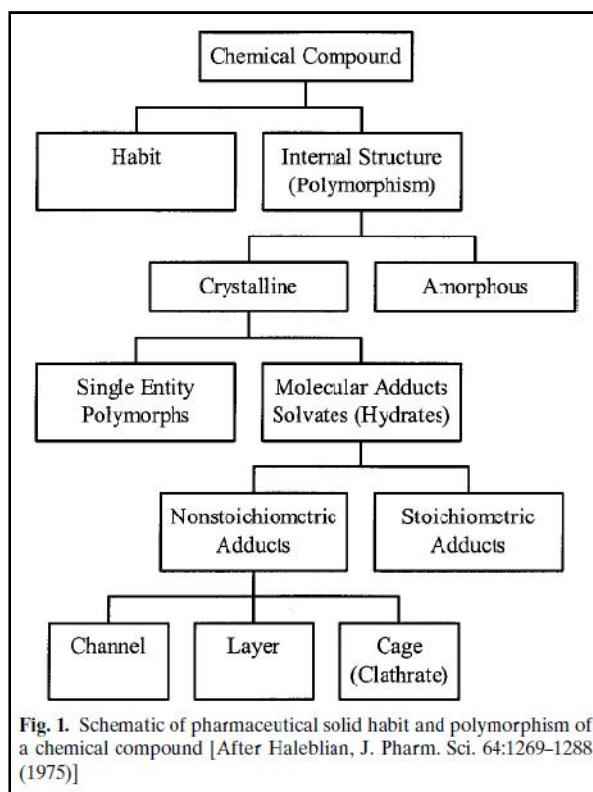 Chemical Compound
Habit
Internal Structure
(Polymorphism)
Crystalline
Amorphous
Single Entity
Polymorphs
Molecular Adducts
Solvates (Hydrates)
Nonstoichiometric
Adducts
Stoichiometric
Adducts
Channel
Layer
Cage
(Clathrate)
Fig. 1. Schematic of pharmaceutical solid habit and polymorphism of
a chemical compound [After Haleblian, J. Pharm. Sci. 64:1269–1288
(1975)]